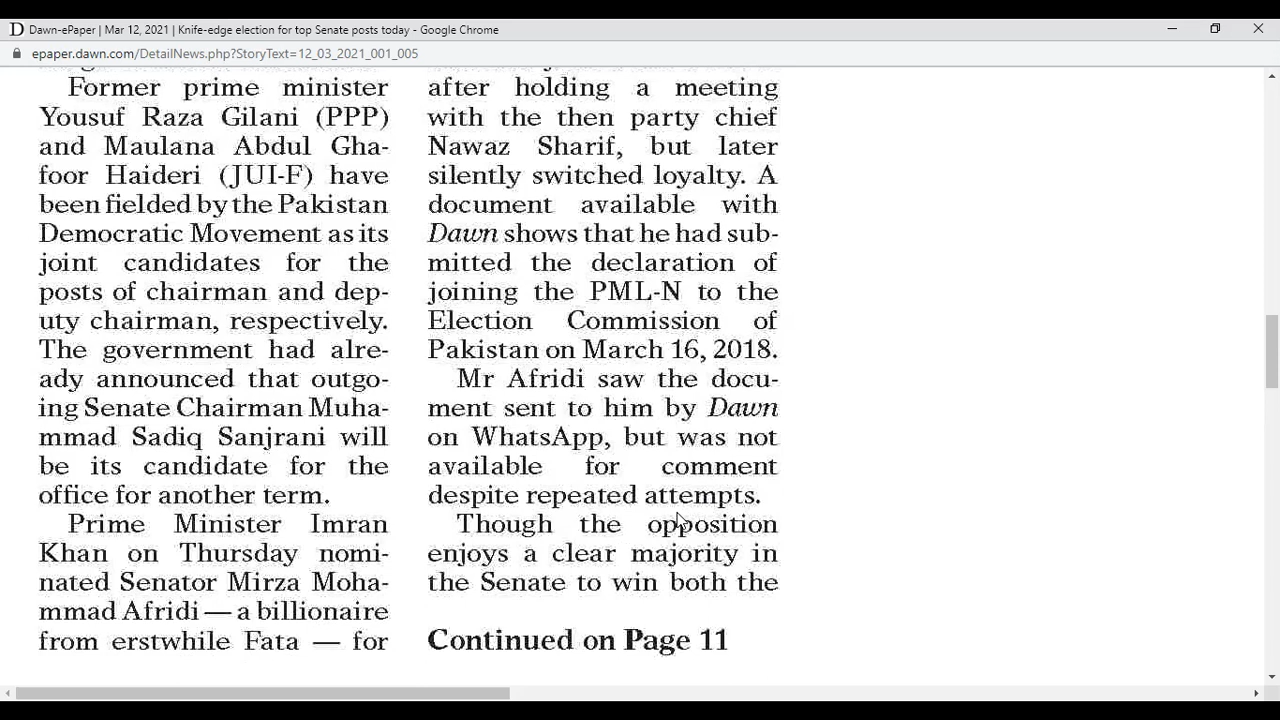 Dawn-ePaper | Mar 12, 2021 | Knife-edge election for top Senate posts today - Google Chrome
epaper.dawn.com/DetailNews.php?StoryText=12_03_2021_001_005
Former prime minister
Yousuf Raza Gilani (PPP)
and Maulana Abdul Gha-
foor Haideri (JUI-F) have
been fielded by the Pakistan
Democratic Movement as its
joint candidates for the
posts of chairman and dep-
uty chairman, respectively.
The government had alre-
ady announced that outgo-
ing Senate Chairman Muha-
mmad Sadiq Sanjrani will
be its candidate for the
office for another term.
Prime Minister Imran
Khan on Thursday nomi-
nated Senator Mirza Moha-
mmad Afridi — a billionaire
from erstwhile Fata — for
after holding a meeting
with the then party chief
Nawaz Sharif, but later
silently switched loyalty. A
document available with
Dawn shows that he had sub-
mitted the declaration of
joining the PML-N to the
Election Commission of
Pakistan on March 16, 2018.
Mr Afridi saw the docu-
ment sent to him by Dawn
on WhatsApp, but was not
available for comment
despite repeated attempts.
Though the opposition
enjoys a clear majority in
the Senate to win both the
Continued on Page 11